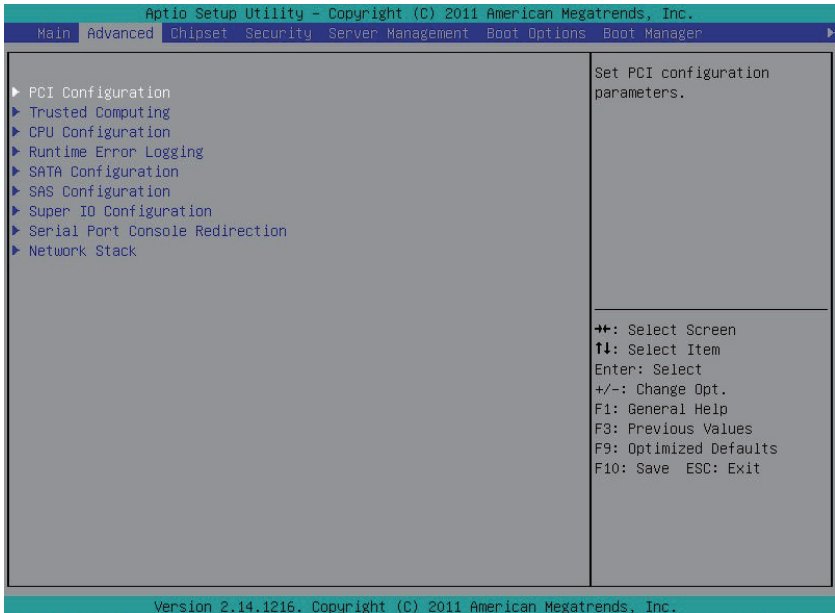 Aptio Setup Utility – Copyright (C) 2011 American Megatrends, Inc.
Main Advanced Chipset Security Server Management Boot Options Boot Manager
PCI Configuration
Trusted Computing
CPU Configuration
Runtime Error Logging
SATA Configuration
SAS Configuration
Super IO Configuration
Serial Port Console Redirection
Network Stack
Set PCI configuration
parameters.
→←: Select Screen
↑↓: Select Item
Enter: Select
+/-: Change Opt.
F1: General Help
F3: Previous Values
F9: Optimized Defaults
F10: Save ESC: Exit
Version 2.14.1216. Copyright (C) 2011 American Megatrends, Inc.